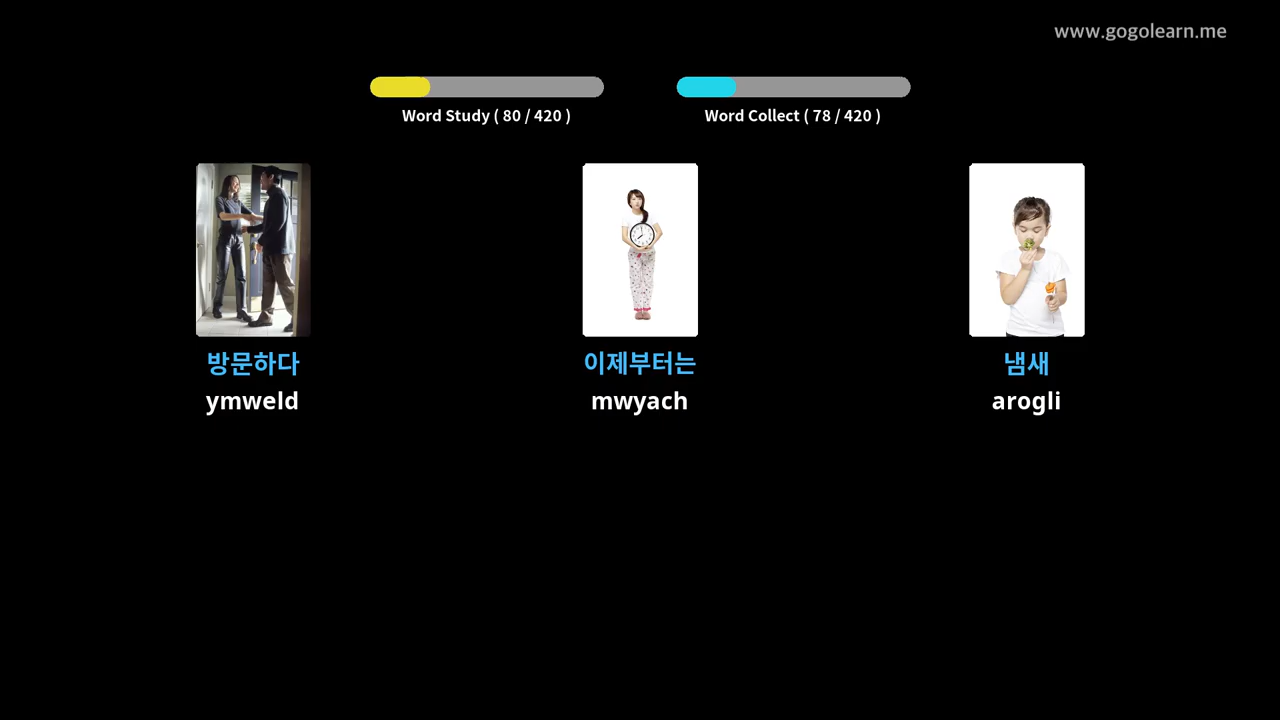 www.gogolearn.me
Word Study ( 80 / 420 )
Word Collect ( 78 / 420 )
방문하다
이제부터는
냄새
ymweld
mwyach
arogli